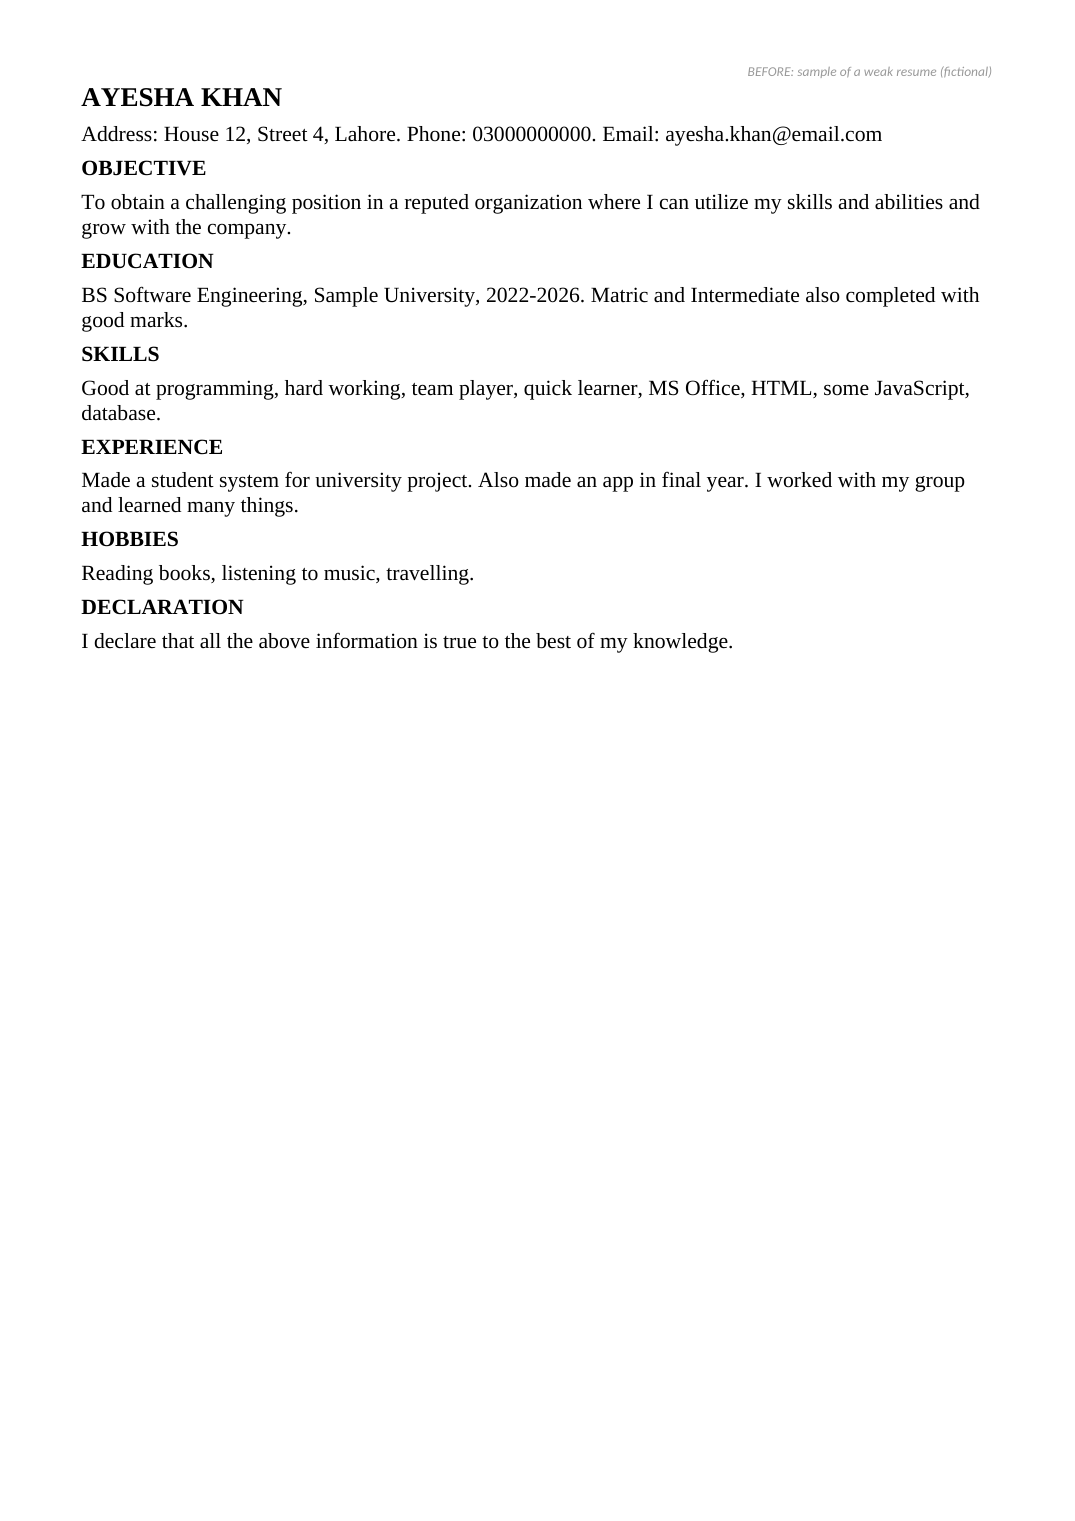 BEFORE: sample of a weak resume (fictional)
AYESHA KHAN
Address: House 12, Street 4, Lahore. Phone: 03000000000. Email: ayesha.khan@email.com
OBJECTIVE
To obtain a challenging position in a reputed organization where I can utilize my skills and abilities and
grow with the company.
EDUCATION
BS Software Engineering, Sample University, 2022-2026. Matric and Intermediate also completed with
good marks.
SKILLS
Good at programming, hard working, team player, quick learner, MS Office, HTML, some JavaScript,
database.
EXPERIENCE
Made a student system for university project. Also made an app in final year. I worked with my group
and learned many things.
HOBBIES
Reading books, listening to music, travelling.
DECLARATION
I declare that all the above information is true to the best of my knowledge.